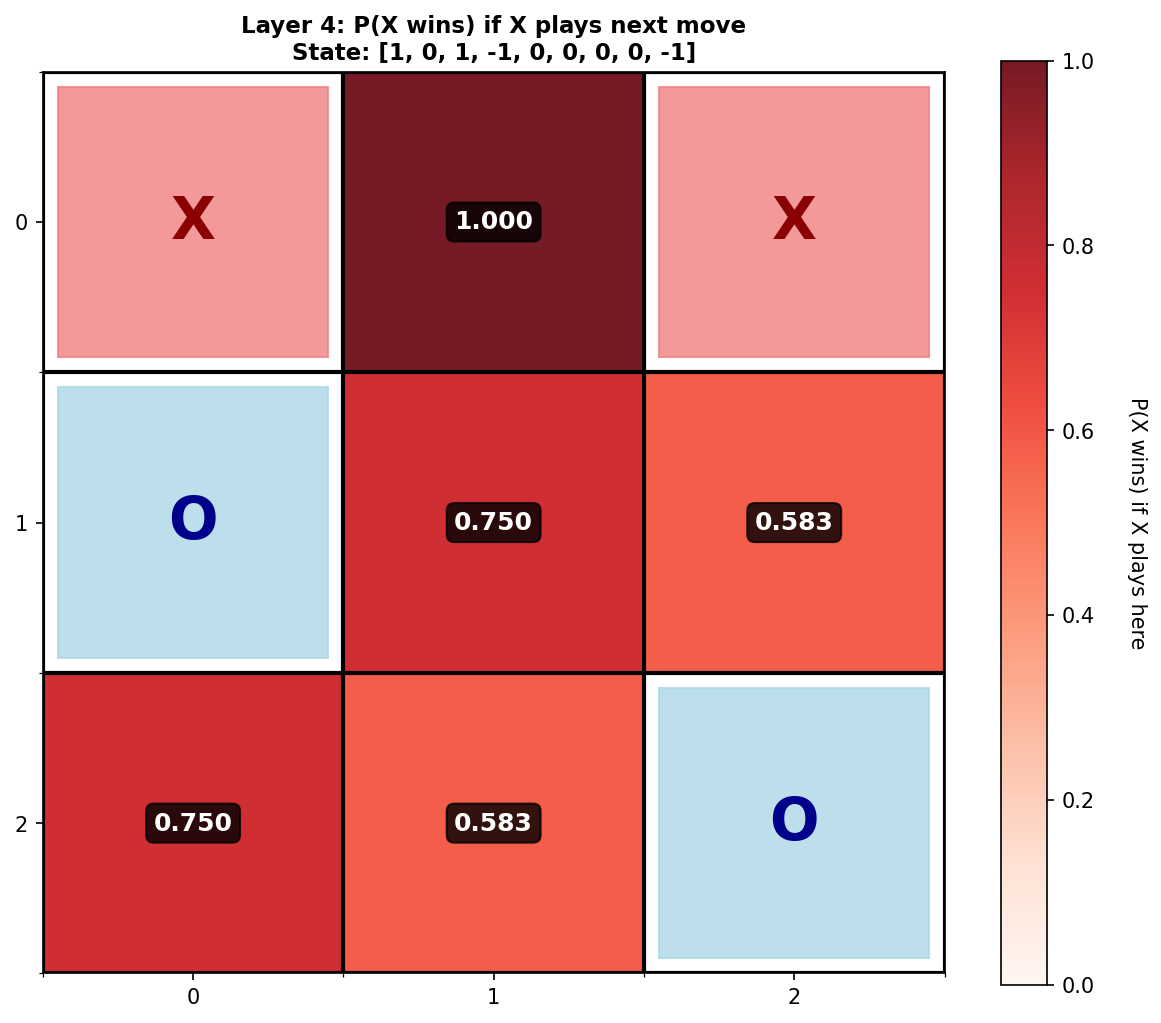 Layer 4: P(X wins) if X plays next move
State: [1, 0, 1, -1, 0, 0, 0, 0, -1]
X
1.000
X
O
0.750
0.583
0.750
0.583
O
0
1
2
0
1
2
1.0
0.8
0.6
0.4
0.2
0.0
P(X wins) if X plays here